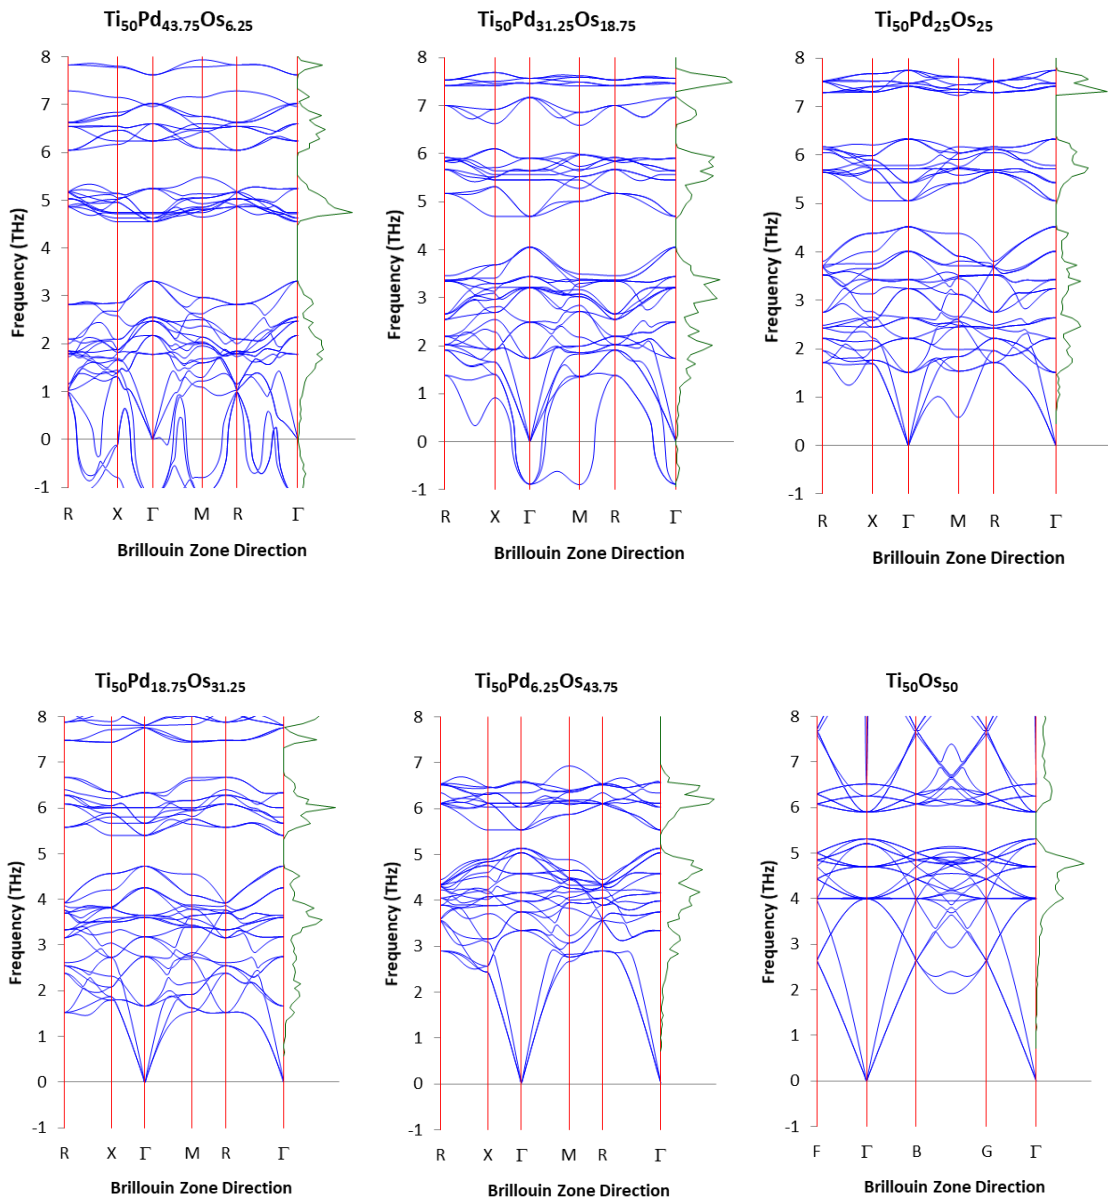 Ti50Pd43.75Os6.25
Ti50Pd31.25Os18.75
Ti50Pd25Os25
Frequency (THz)
8
7
6
5
4
3
2
1
0
-1
R X Γ M R Γ
Brillouin Zone Direction
Frequency (THz)
8
7
6
5
4
3
2
1
0
-1
R X Γ M R Γ
Brillouin Zone Direction
Frequency (THz)
8
7
6
5
4
3
2
1
0
-1
R X Γ M R Γ
Brillouin Zone Direction
Ti50Pd18.75Os31.25
Ti50Pd6.25Os43.75
Ti50Os50
Frequency (THz)
8
7
6
5
4
3
2
1
0
-1
R X Γ M R Γ
Brillouin Zone Direction
Frequency (THz)
8
7
6
5
4
3
2
1
0
-1
R X Γ M R Γ
Brillouin Zone Direction
Frequency (THz)
8
7
6
5
4
3
2
1
0
-1
F Γ B G Γ
Brillouin Zone Direction